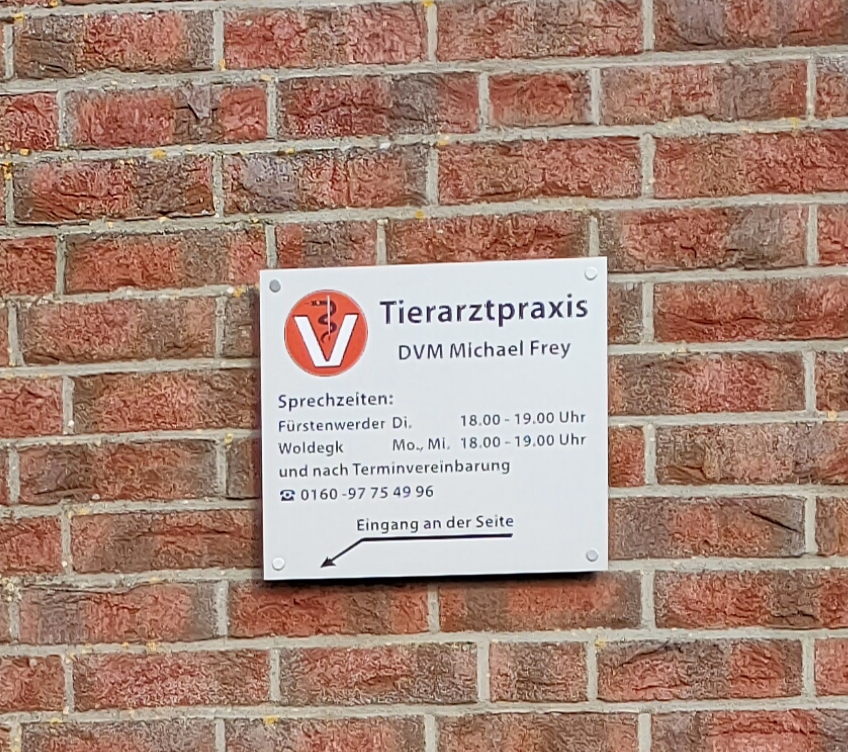 V
Tierarztpraxis
DVM Michael Frey
Sprechzeiten:
Fürstenwerder Di. 18.00 - 19.00 Uhr
Woldegk Mo., Mi. 18.00 - 19.00 Uhr
und nach Terminvereinbarung
☎ 0160 -97 75 49 96
Eingang an der Seite